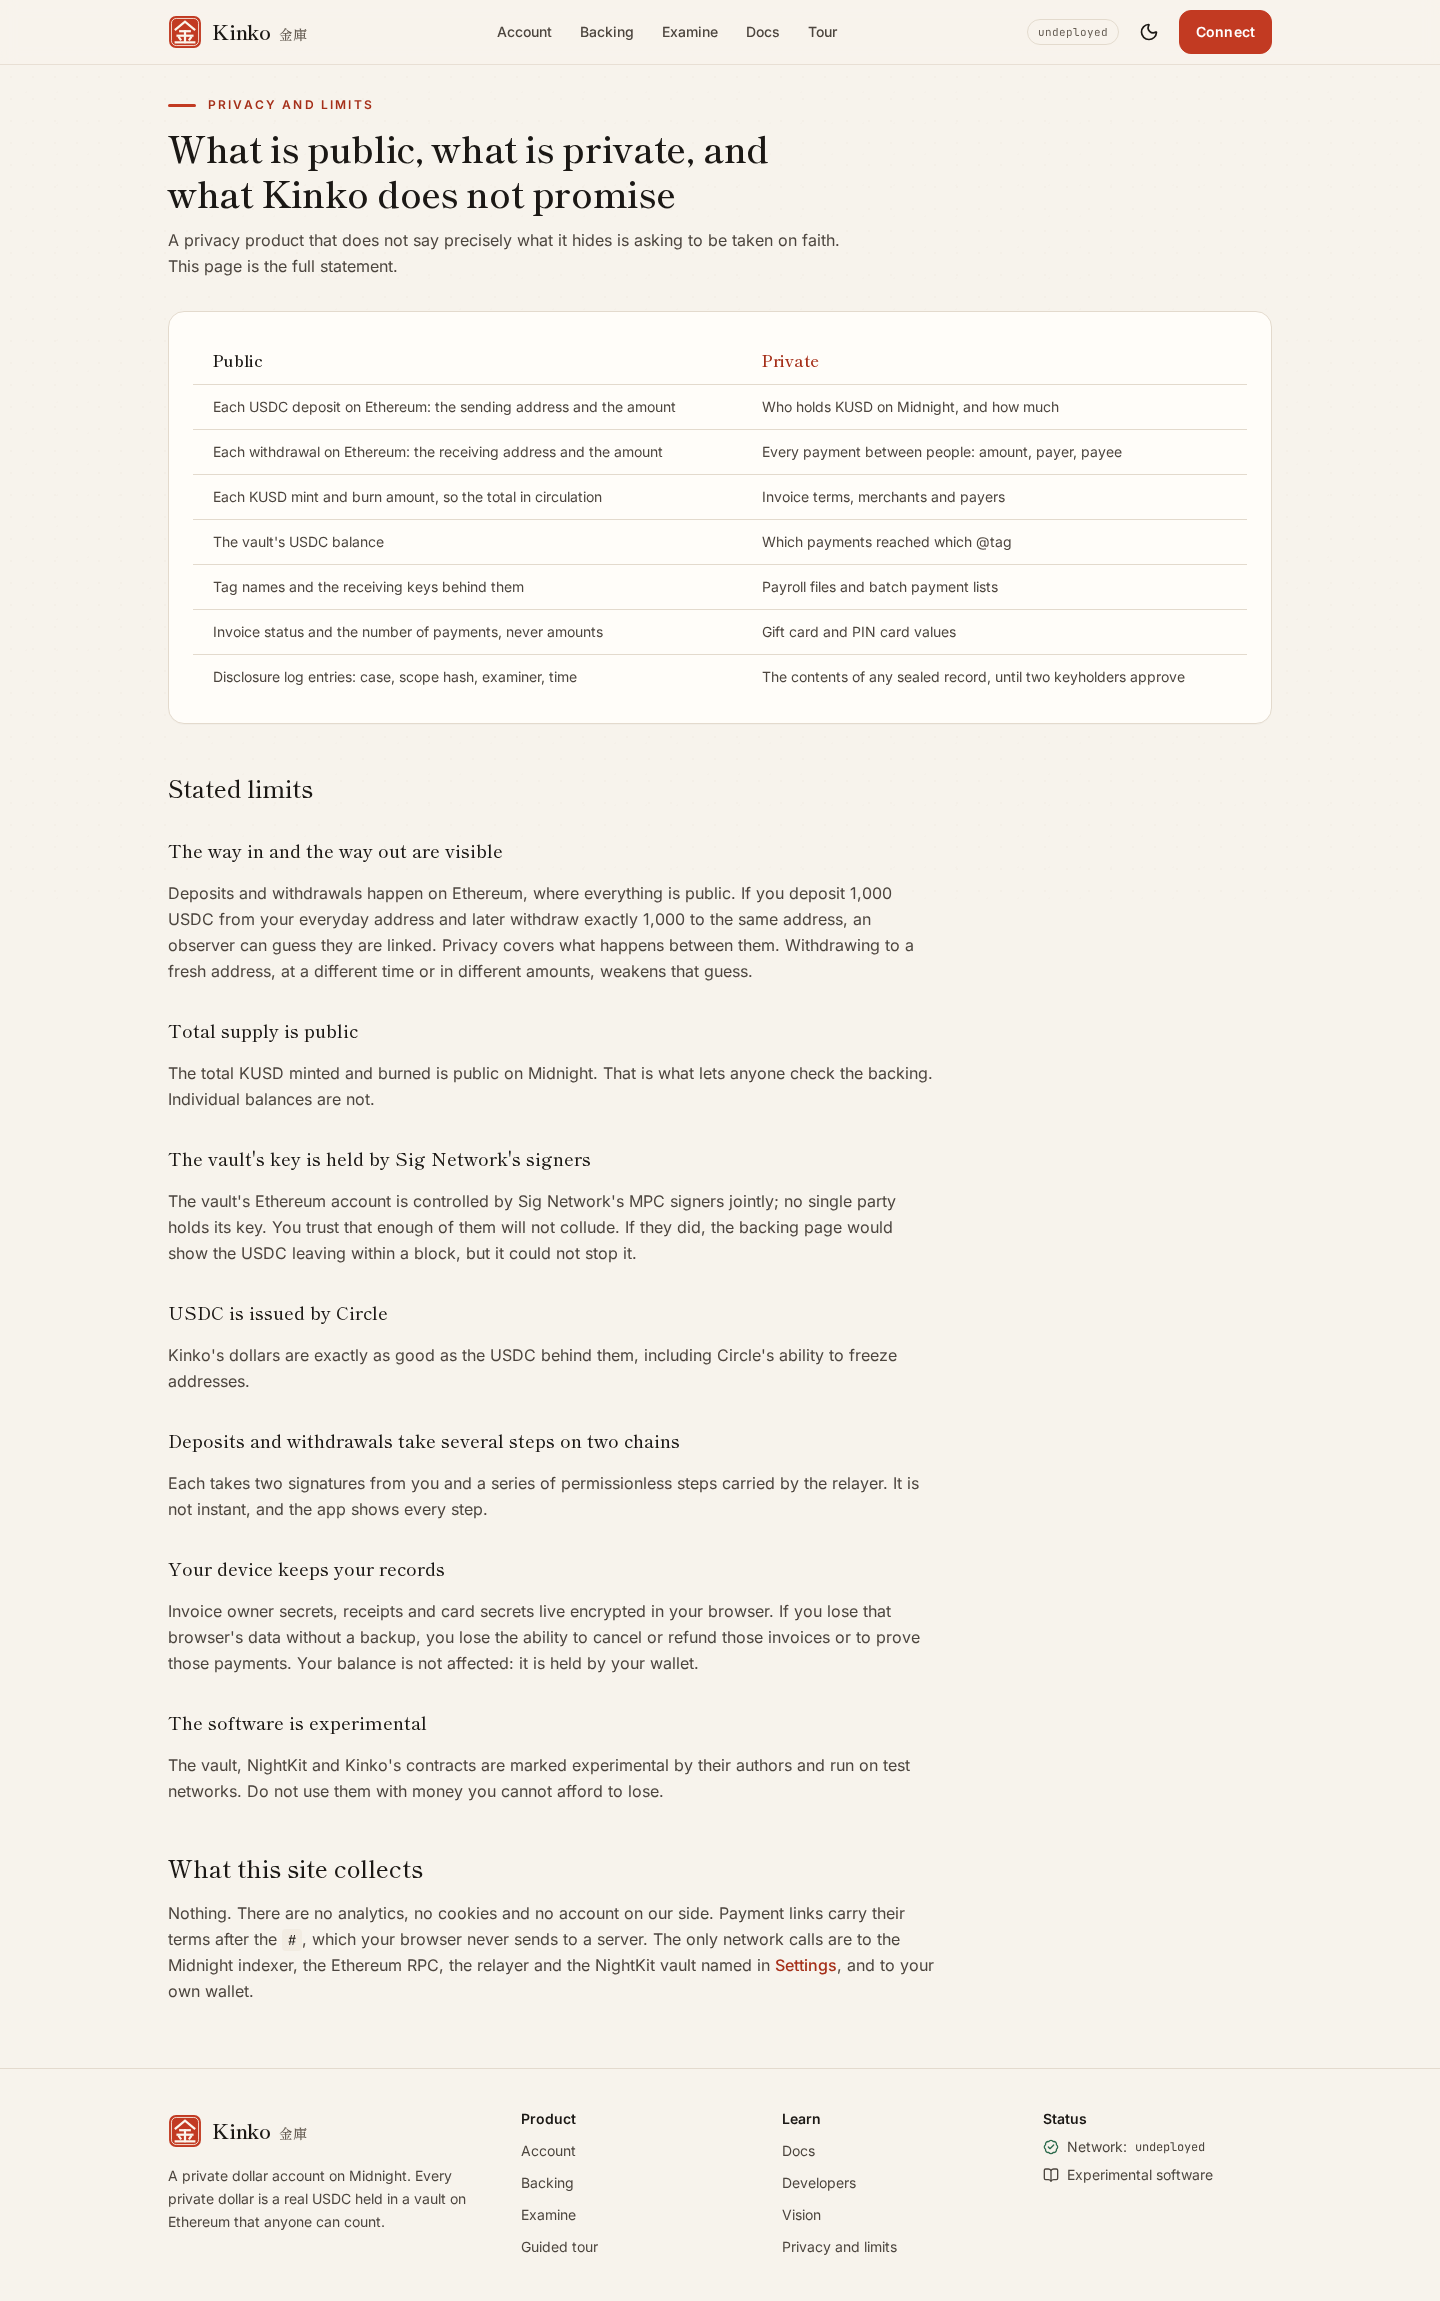 金 Kinko 金庫
Account Backing Examine Docs Tour
undeployed
Connect
PRIVACY AND LIMITS
What is public, what is private, and
what Kinko does not promise
A privacy product that does not say precisely what it hides is asking to be taken on faith.
This page is the full statement.
Public Private
Each USDC deposit on Ethereum: the sending address and the amount Who holds KUSD on Midnight, and how much
Each withdrawal on Ethereum: the receiving address and the amount Every payment between people: amount, payer, payee
Each KUSD mint and burn amount, so the total in circulation Invoice terms, merchants and payers
The vault's USDC balance Which payments reached which @tag
Tag names and the receiving keys behind them Payroll files and batch payment lists
Invoice status and the number of payments, never amounts Gift card and PIN card values
Disclosure log entries: case, scope hash, examiner, time The contents of any sealed record, until two keyholders approve
Stated limits
The way in and the way out are visible
Deposits and withdrawals happen on Ethereum, where everything is public. If you deposit 1,000
USDC from your everyday address and later withdraw exactly 1,000 to the same address, an
observer can guess they are linked. Privacy covers what happens between them. Withdrawing to a
fresh address, at a different time or in different amounts, weakens that guess.
Total supply is public
The total KUSD minted and burned is public on Midnight. That is what lets anyone check the backing.
Individual balances are not.
The vault's key is held by Sig Network's signers
The vault's Ethereum account is controlled by Sig Network's MPC signers jointly; no single party
holds its key. You trust that enough of them will not collude. If they did, the backing page would
show the USDC leaving within a block, but it could not stop it.
USDC is issued by Circle
Kinko's dollars are exactly as good as the USDC behind them, including Circle's ability to freeze
addresses.
Deposits and withdrawals take several steps on two chains
Each takes two signatures from you and a series of permissionless steps carried by the relayer. It is
not instant, and the app shows every step.
Your device keeps your records
Invoice owner secrets, receipts and card secrets live encrypted in your browser. If you lose that
browser's data without a backup, you lose the ability to cancel or refund those invoices or to prove
those payments. Your balance is not affected: it is held by your wallet.
The software is experimental
The vault, NightKit and Kinko's contracts are marked experimental by their authors and run on test
networks. Do not use them with money you cannot afford to lose.
What this site collects
Nothing. There are no analytics, no cookies and no account on our side. Payment links carry their
terms after the #, which your browser never sends to a server. The only network calls are to the
Midnight indexer, the Ethereum RPC, the relayer and the NightKit vault named in Settings, and to your
own wallet.
金 Kinko 金庫
A private dollar account on Midnight. Every
private dollar is a real USDC held in a vault on
Ethereum that anyone can count.
Product
Account
Backing
Examine
Guided tour
Learn
Docs
Developers
Vision
Privacy and limits
Status
Network: undeployed
Experimental software